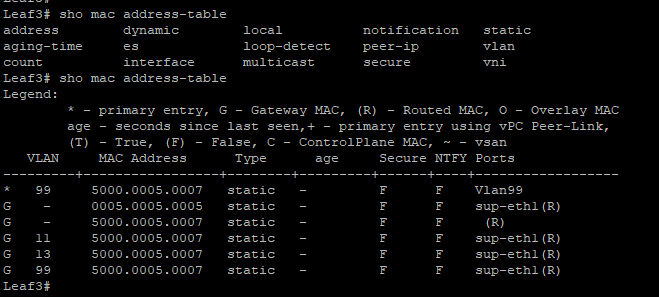 Leaf3#
Leaf3# sho mac address-table
address dynamic local notification static
aging-time es loop-detect peer-ip vlan
count interface multicast secure vni
Leaf3# sho mac address-table
Legend:
* - primary entry, G - Gateway MAC, (R) - Routed MAC, O - Overlay MAC
age - seconds since last seen,+ - primary entry using vPC Peer-Link,
(T) - True, (F) - False, C - ControlPlane MAC, ~ - vsan
VLAN MAC Address Type age Secure NTFY Ports
---------+-----------------+--------+---------+------+----+------------------
* 99 5000.0005.0007 static - F F Vlan99
G - 0005.0005.0005 static - F F sup-eth1(R)
G - 5000.0005.0007 static - F F (R)
G 11 5000.0005.0007 static - F F sup-eth1(R)
G 13 5000.0005.0007 static - F F sup-eth1(R)
G 99 5000.0005.0007 static - F F sup-eth1(R)
Leaf3#